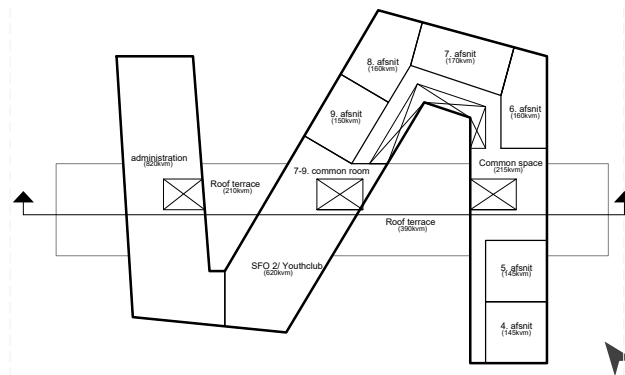 8. afsnit
(160kvm)
7. afsnit
(170kvm)
9. afsnit
(150kvm)
6. afsnit
(160kvm)
administration
(820kvm)
Roof terrace
(210kvm)
7-9. common room
Common space
(215kvm)
Roof terrace
(390kvm)
SFO 2/ Youthclub
(620kvm)
5. afsnit
(145kvm)
4. afsnit
(145kvm)